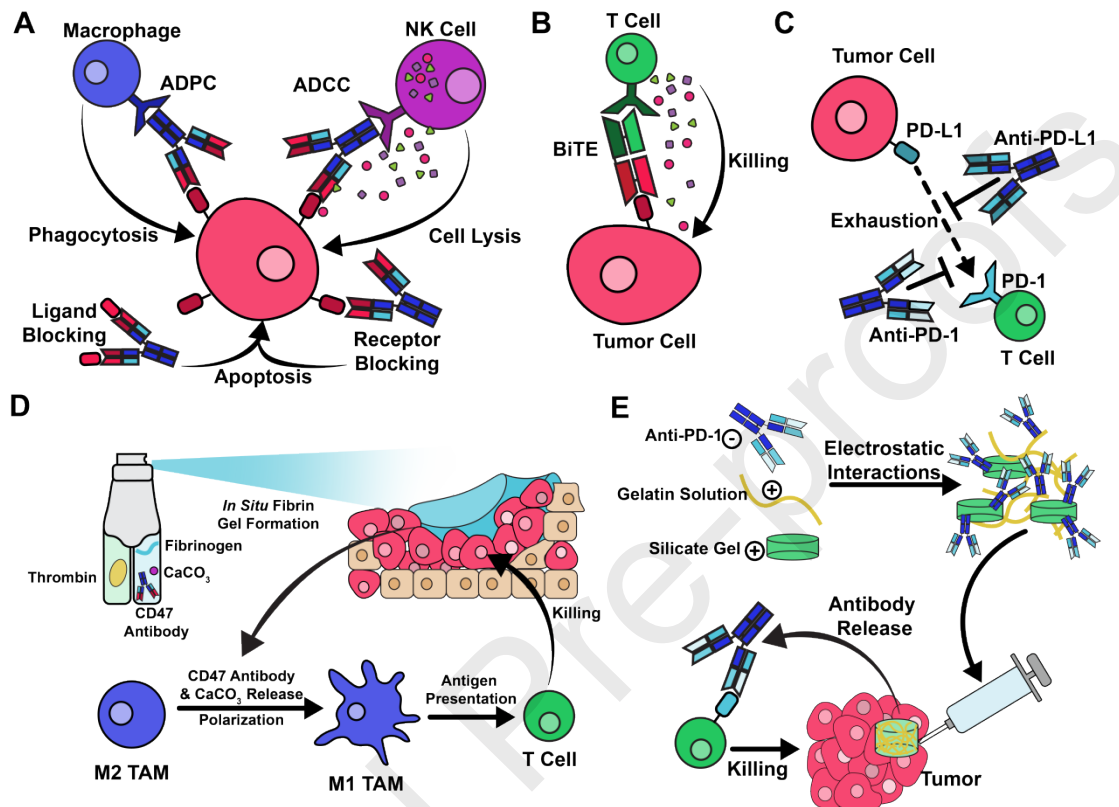 A
Macrophage
ADPC
ADCC
NK Cell
Phagocytosis
Cell Lysis
Ligand
Blocking
Receptor
Blocking
Apoptosis
B
T Cell
BiTE
Killing
Tumor Cell
C
Tumor Cell
PD-L1
Anti-PD-L1
Exhaustion
PD-1
Anti-PD-1
T Cell
D
In Situ Fibrin
Gel Formation
Fibrinogen
Thrombin
CaCO₃
CD47
Antibody
Killing
CD47 Antibody
& CaCO₃ Release
Polarization
Antigen
Presentation
M2 TAM
M1 TAM
T Cell
E
Anti-PD-1
-
Electrostatic
Interactions
Gelatin Solution
+
Silicate Gel
+
Antibody
Release
Killing
Tumor
Pre-proofs